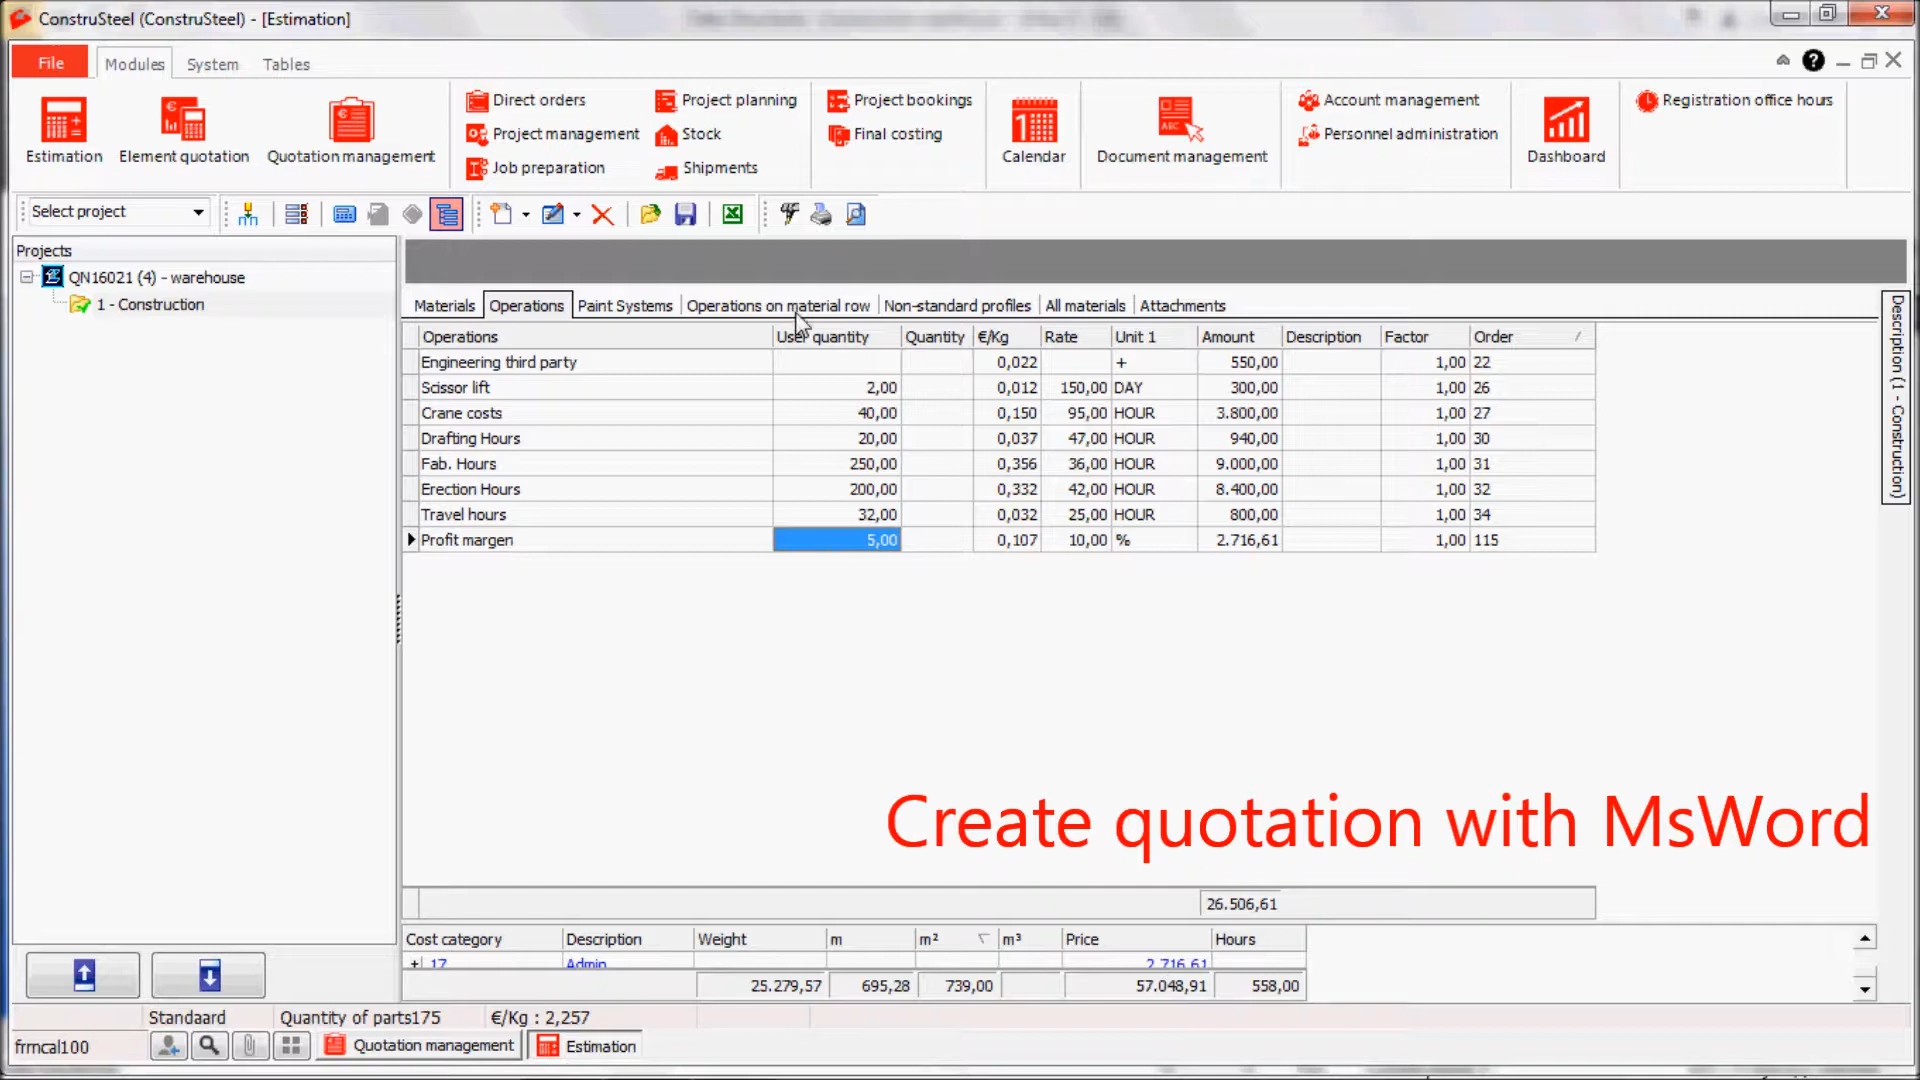 ConstruSteel (ConstruSteel) - [Estimation]
File Modules System Tables
Estimation
Element quotation
Quotation management
Direct orders
Project management
Job preparation
Project planning
Stock
Shipments
Project bookings
Final costing
Calendar
Document management
Account management
Personnel administration
Dashboard
Registration office hours
Select project
Projects
QN16021 (4) - warehouse
1 - Construction
Materials Operations Paint Systems Operations on material row Non-standard profiles All materials Attachments
Operations User quantity Quantity €/Kg Rate Unit 1 Amount Description Factor Order
Engineering third party 0,022 + 550,00 1,00 22
Scissor lift 2,00 0,012 150,00 DAY 300,00 1,00 26
Crane costs 40,00 0,150 95,00 HOUR 3.800,00 1,00 27
Drafting Hours 20,00 0,037 47,00 HOUR 940,00 1,00 30
Fab. Hours 250,00 0,356 36,00 HOUR 9.000,00 1,00 31
Erection Hours 200,00 0,332 42,00 HOUR 8.400,00 1,00 32
Travel hours 32,00 0,032 25,00 HOUR 800,00 1,00 34
Profit margen 5,00 0,107 10,00 % 2.716,61 1,00 115
Description (1 - Construction)
Create quotation with MsWord
26.506,61
Cost category Description Weight m m² m³ Price Hours
+ 17 Admin 2.716,61
25.279,57 695,28 739,00 57.048,91 558,00
Standaard Quantity of parts175 €/Kg : 2,257
frmcal100 Quotation management Estimation